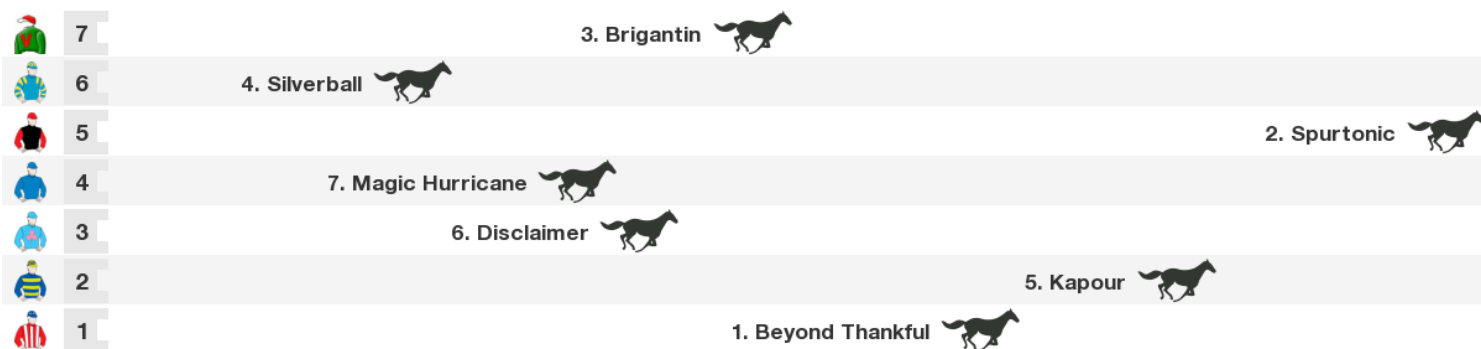 7 3. Brigantin
6 4. Silverball
5 2. Spurtonic
4 7. Magic Hurricane
3 6. Disclaimer
2 5. Kapour
1 1. Beyond Thankful